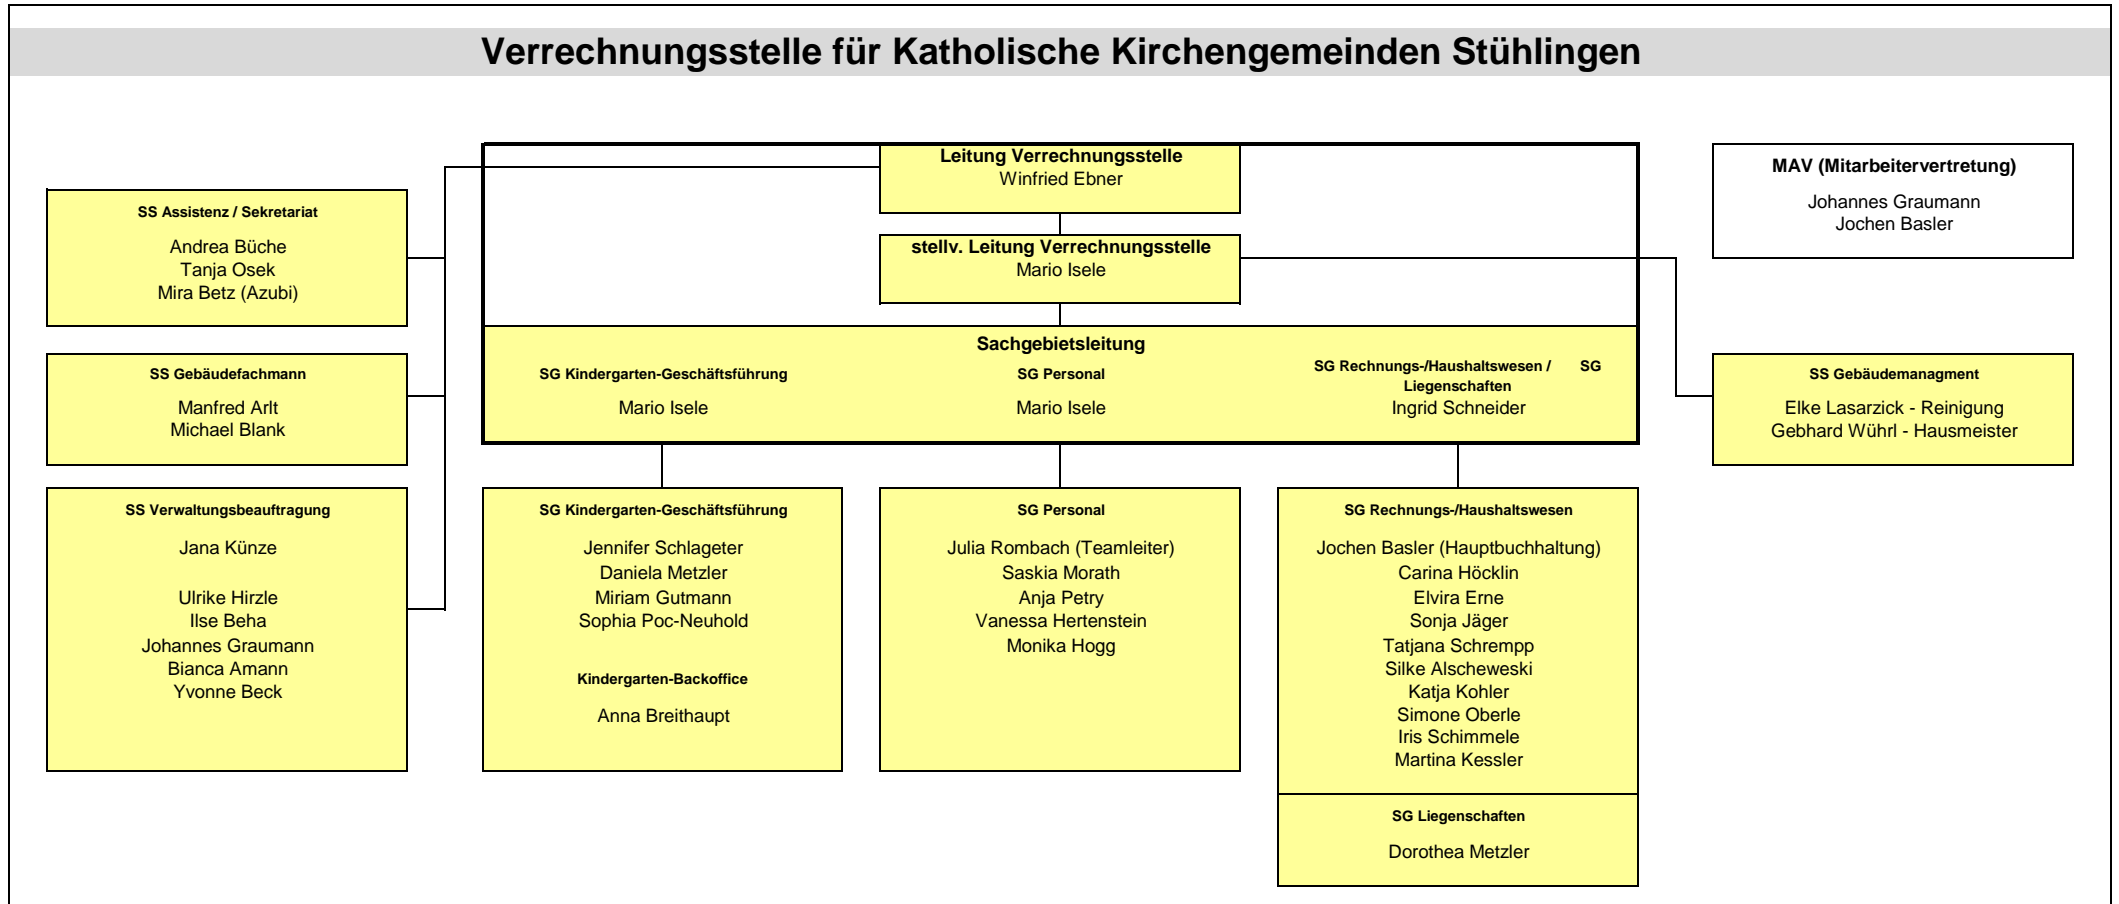 Verrechnungsstelle für Katholische Kirchengemeinden Stühlingen
Leitung Verrechnungsstelle
Winfried Ebner
MAV (Mitarbeitervertretung)
Johannes Graumann
Jochen Basler
SS Assistenz / Sekretariat
Andrea Büche
Tanja Osek
Mira Betz (Azubi)
stellv. Leitung Verrechnungsstelle
Mario Isele
Sachgebietsleitung
SG Kindergarten-Geschäftsführung
Mario Isele
SG Personal
Mario Isele
SG Rechnungs-/Haushaltswesen / SG
Liegenschaften
Ingrid Schneider
SS Gebäudefachmann
Manfred Arlt
Michael Blank
SS Gebäudemanagment
Elke Lasarzick - Reinigung
Gebhard Wührl - Hausmeister
SS Verwaltungsbeauftragung
Jana Künze
Ulrike Hirzle
Ilse Beha
Johannes Graumann
Bianca Amann
Yvonne Beck
SG Kindergarten-Geschäftsführung
Jennifer Schlageter
Daniela Metzler
Miriam Gutmann
Sophia Poc-Neuhold
Kindergarten-Backoffice
Anna Breithaupt
SG Personal
Julia Rombach (Teamleiter)
Saskia Morath
Anja Petry
Vanessa Hertenstein
Monika Hogg
SG Rechnungs-/Haushaltswesen
Jochen Basler (Hauptbuchhaltung)
Carina Höcklin
Elvira Erne
Sonja Jäger
Tatjana Schrempp
Silke Alscheweski
Katja Kohler
Simone Oberle
Iris Schimmele
Martina Kessler
SG Liegenschaften
Dorothea Metzler